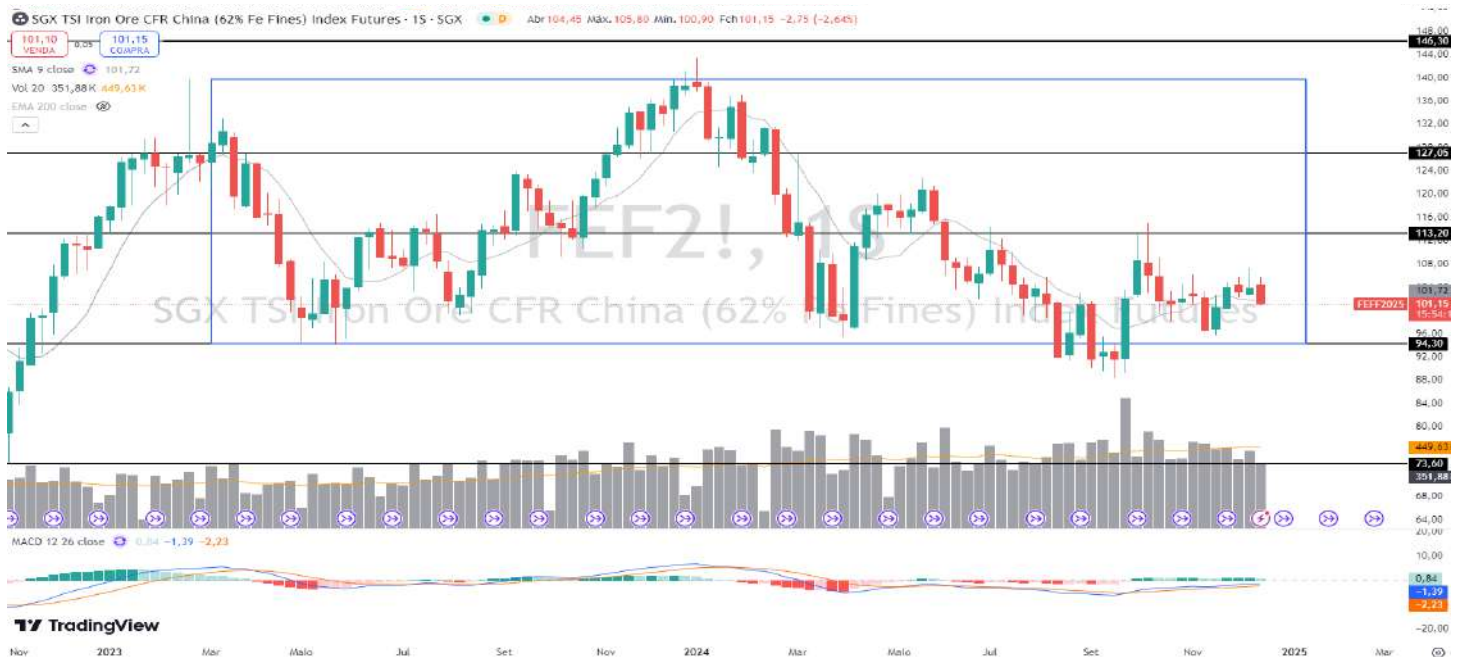 SGX TSI Iron Ore CFR China (62% Fe Fines) Index Futures · 1S · SGX D Abr 104,45 Máx. 105,80 Mín. 100,90 Fch 101,15 −2,75 (−2,64%)
101,10 VENDA 0,05 101,15 COMPRA
SMA 9 close 101,72
Vol 20 351,88K 449,63K
EMA 200 close
FEF2!, 1S
SGX TSI Iron Ore CFR China (62% Fe Fines) Index Futures
148,00
146,30
144,00
140,00
136,00
132,00
127,05
124,00
120,00
116,00
113,20
108,00
101,72
FEFF2025 101,15
96,00
94,30
92,00
88,00
84,00
80,00
449,63
73,60
351,88
68,00
64,00
20,00
MACD 12 26 close 0,84 −1,39 −2,23
10,00
0,84
−1,39
−2,23
−20,00
TradingView
Nov 2023 Mar Maio Jul Set Nov 2024 Mar Maio Jul Set Nov 2025 Mar